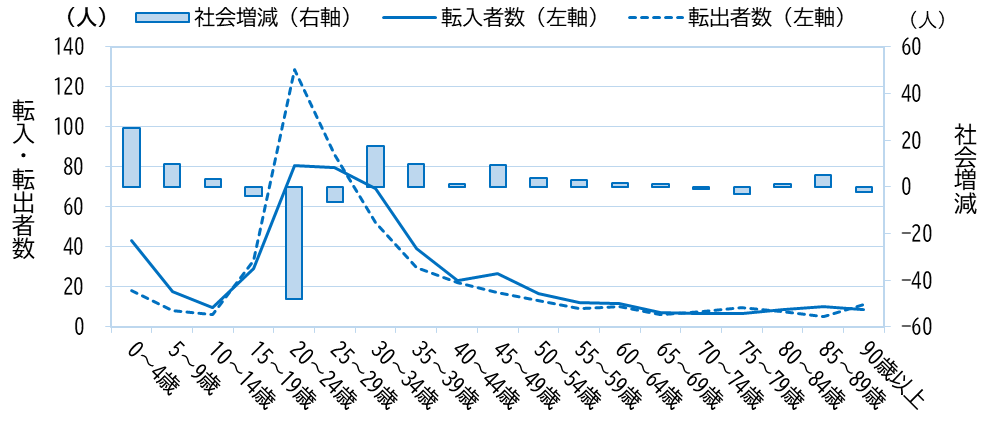 （人）
社会増減（右軸）
転入者数（左軸）
転出者数（左軸）
（人）
140
120
100
80
60
40
20
0
転入・転出者数
60
40
20
0
−20
−40
−60
社会増減
0～4歳
5～9歳
10～14歳
15～19歳
20～24歳
25～29歳
30～34歳
35～39歳
40～44歳
45～49歳
50～54歳
55～59歳
60～64歳
65～69歳
70～74歳
75～79歳
80～84歳
85～89歳
90歳以上